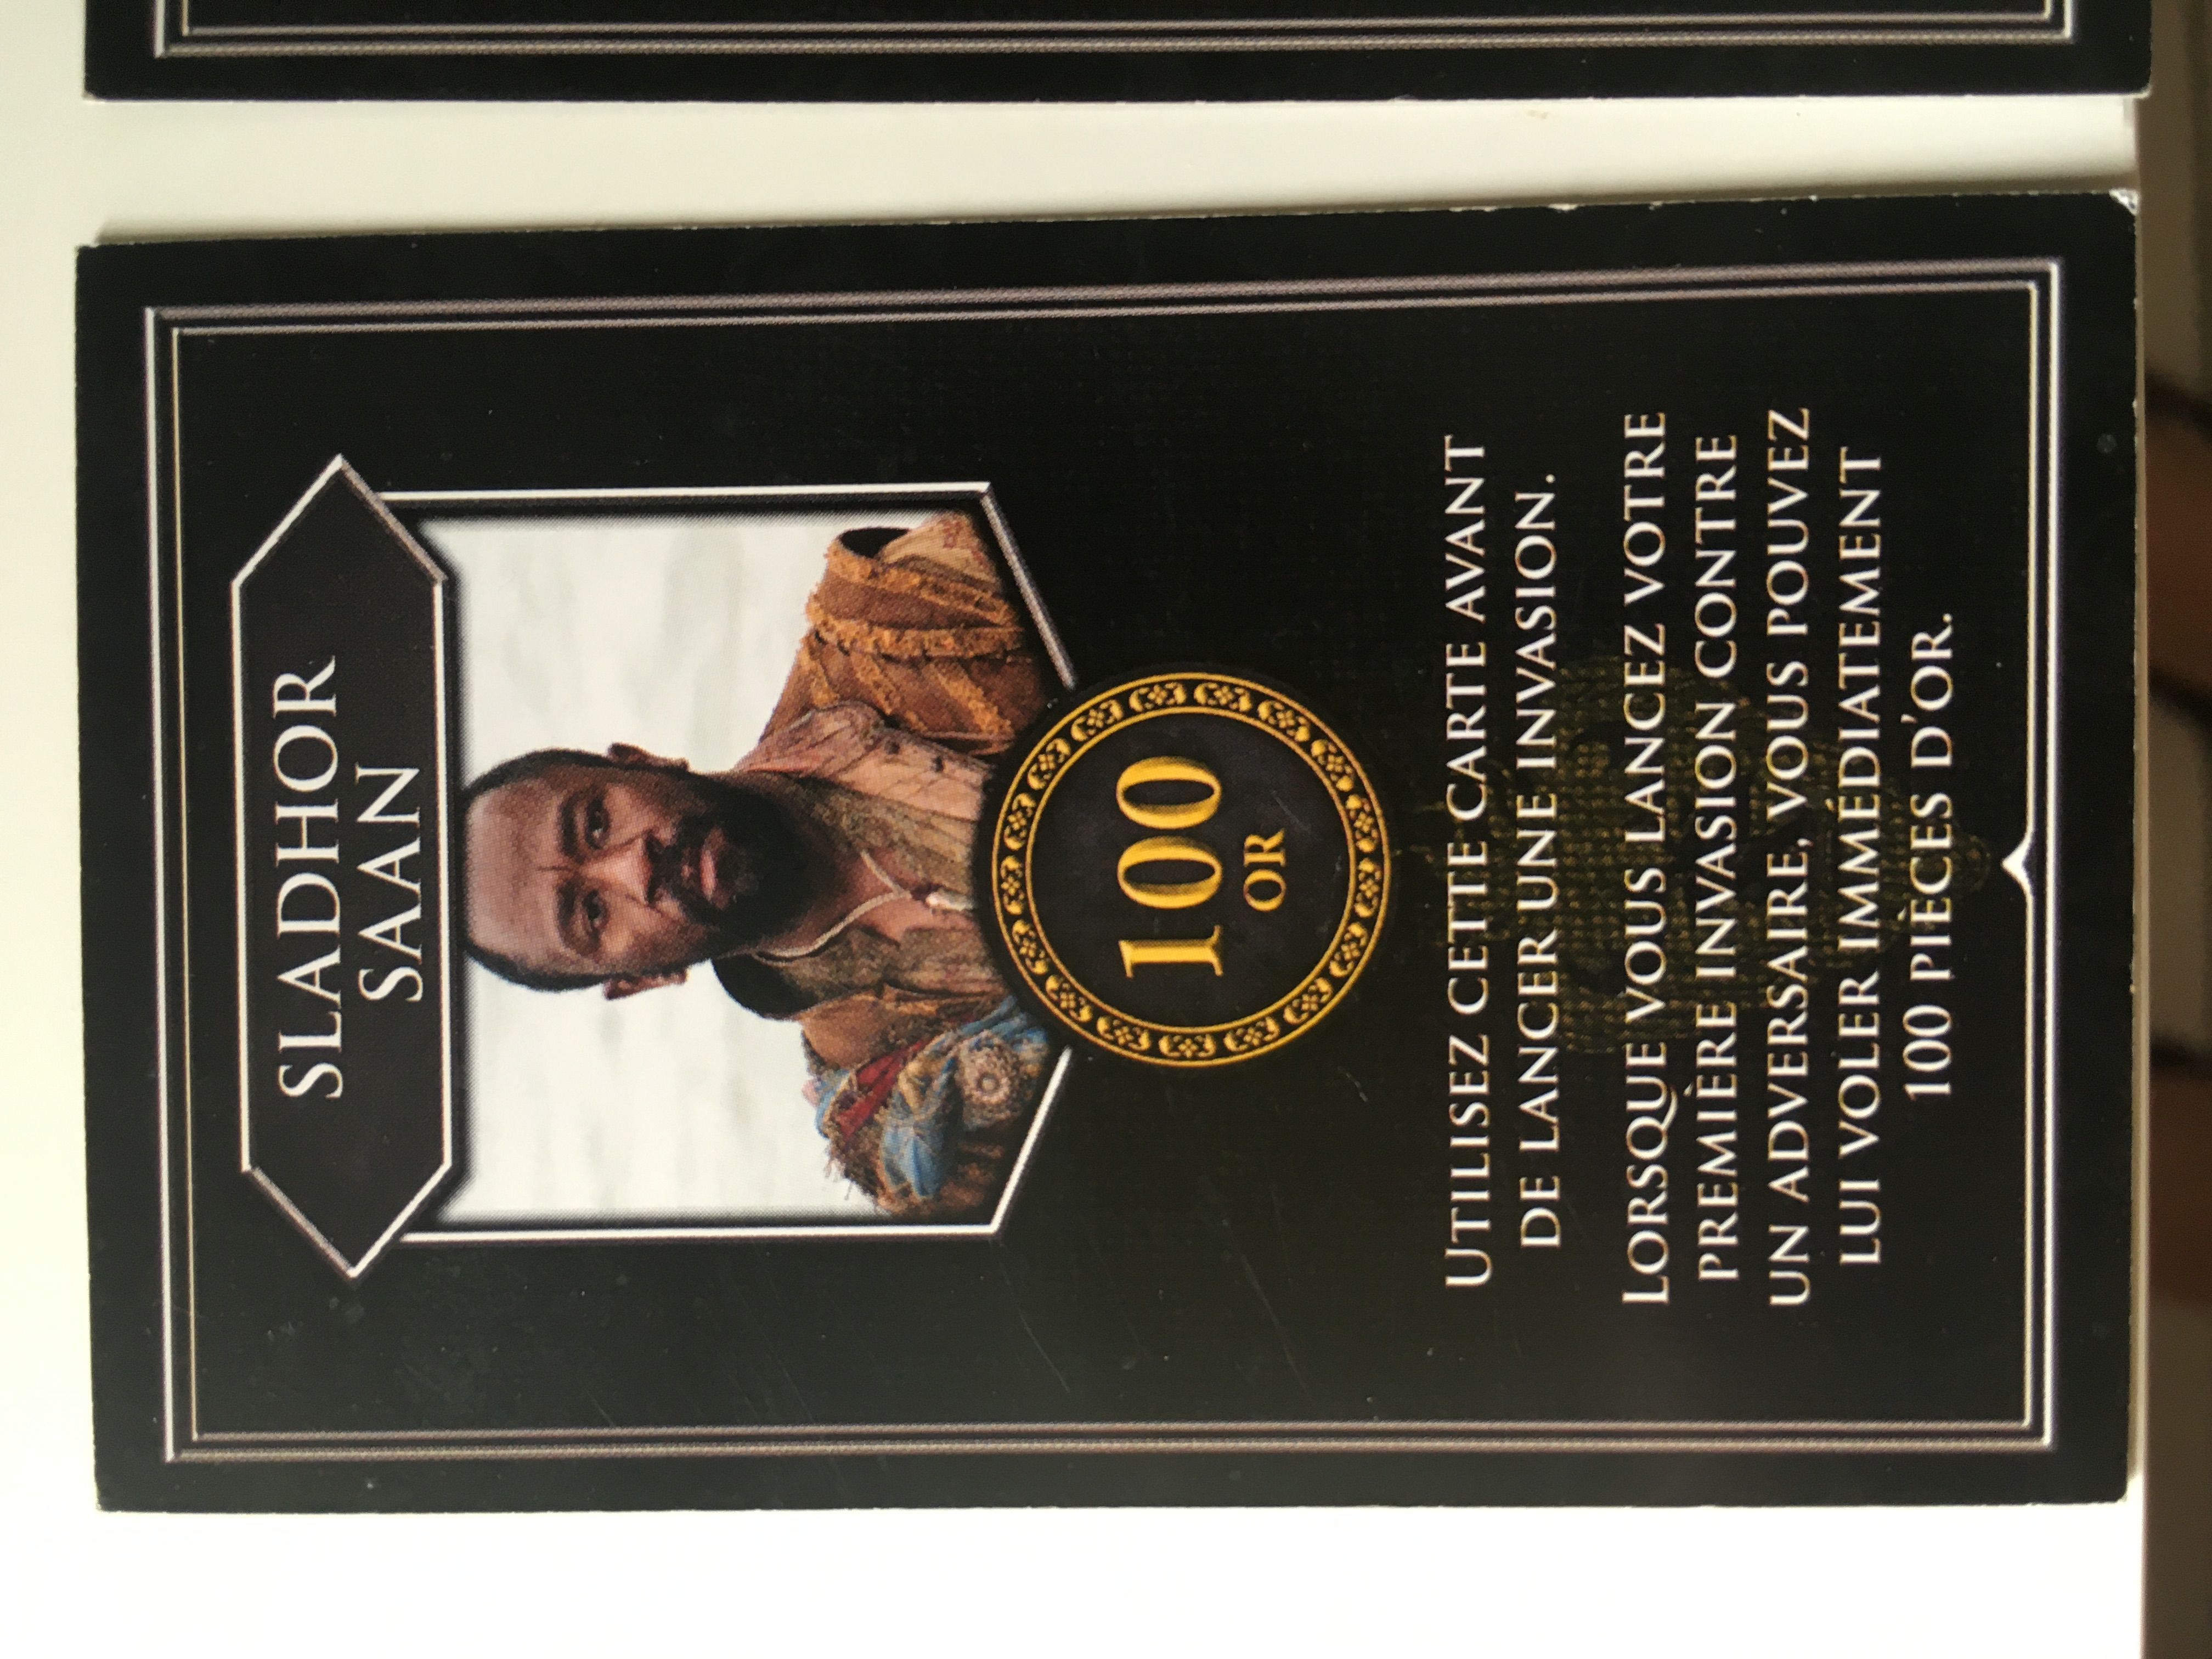 SLADHOR
SAAN
100
OR
UTILISEZ CETTE CARTE AVANT
DE LANCER UNE INVASION.
LORSQUE VOUS LANCEZ VOTRE
PREMIÈRE INVASION CONTRE
UN ADVERSAIRE, VOUS POUVEZ
LUI VOLER IMMÉDIATEMENT
100 PIÈCES D'OR.